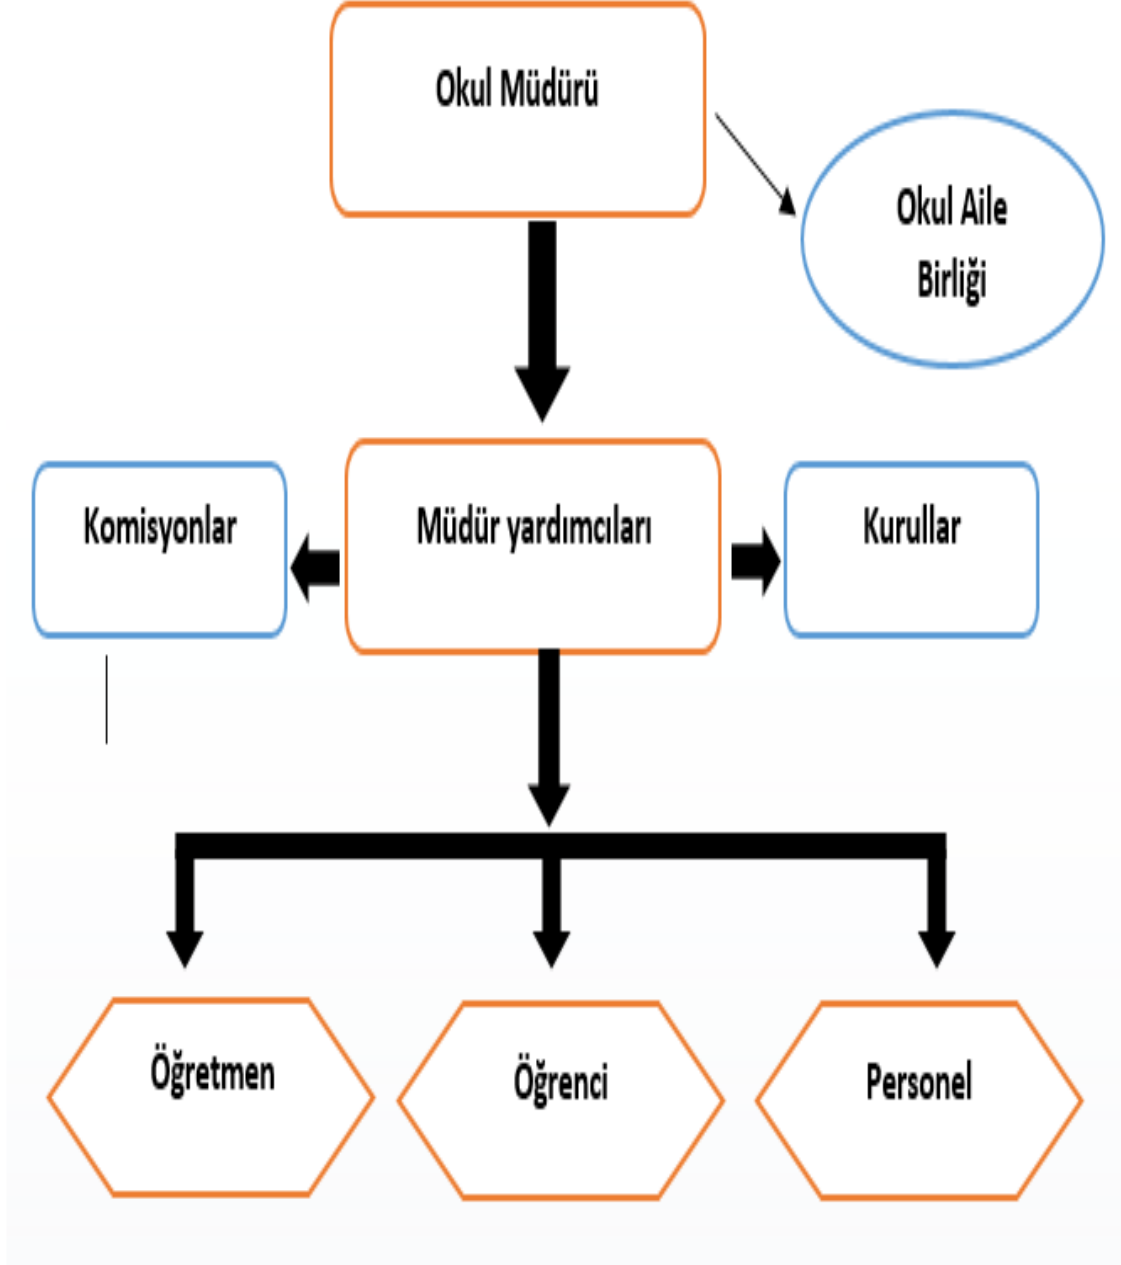 Okul Müdürü
Okul Aile
Birliği
Komisyonlar
Müdür yardımcıları
Kurullar
Öğretmen
Öğrenci
Personel